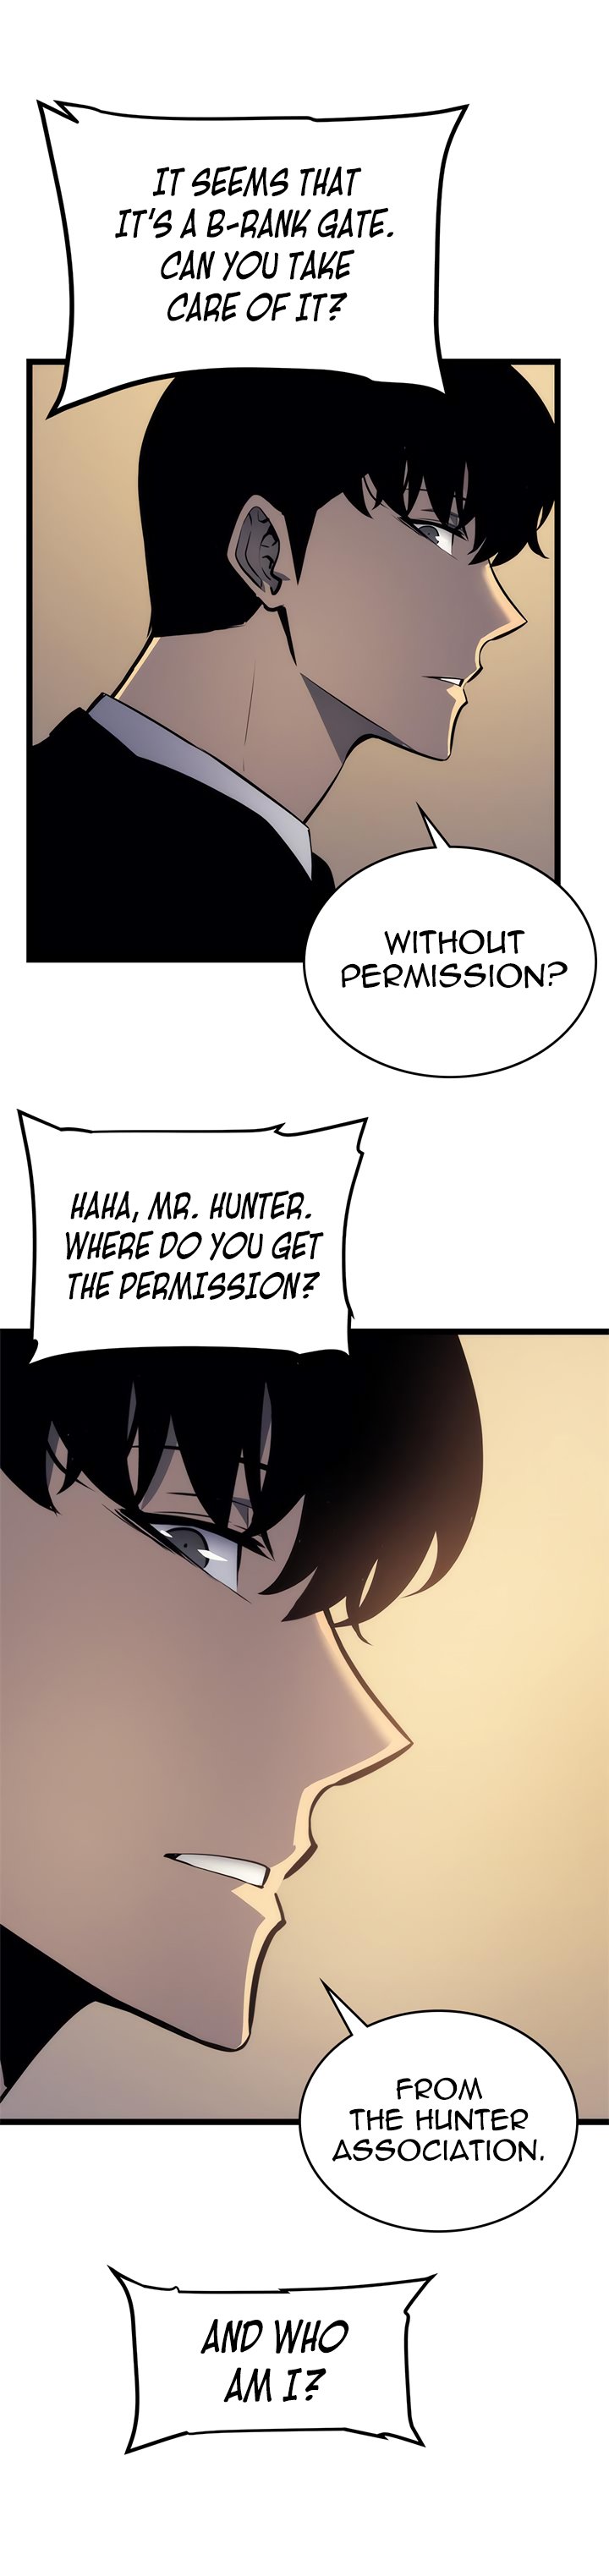 IT SEEMS THAT
IT'S A B-RANK GATE.
CAN YOU TAKE
CARE OF IT?
WITHOUT
PERMISSION?
HAHA, MR. HUNTER.
WHERE DO YOU GET
THE PERMISSION?
FROM
THE HUNTER
ASSOCIATION.
AND WHO
AM I?